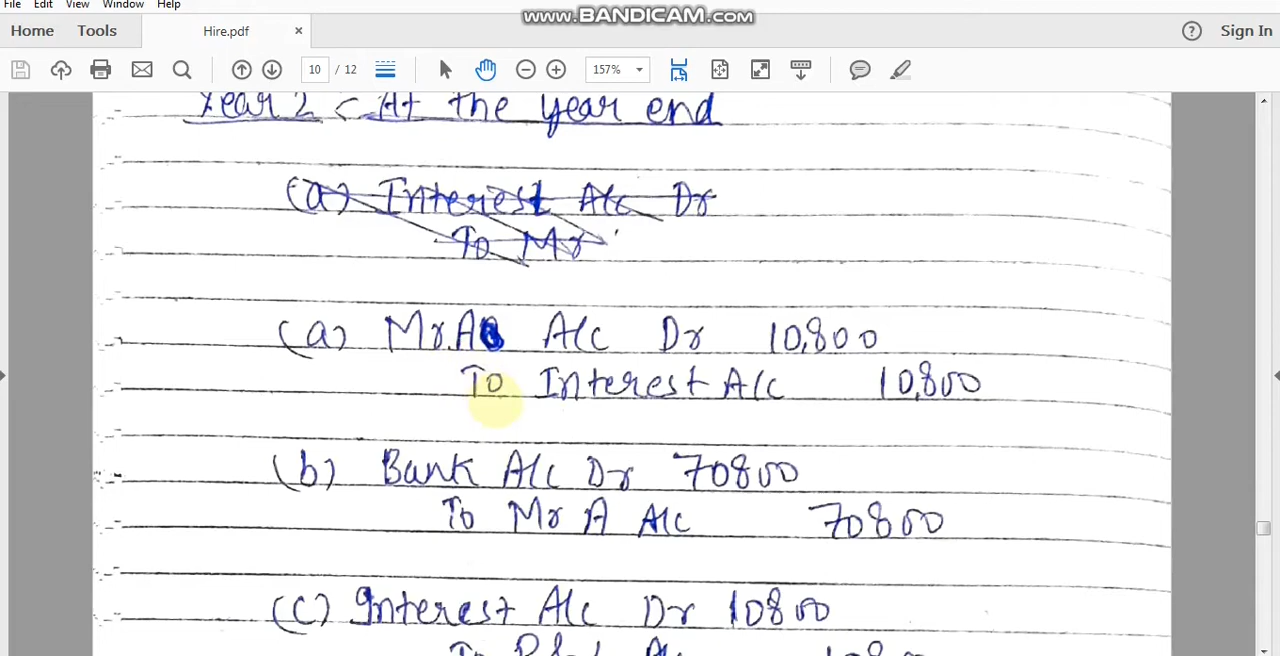 File Edit View Window Help
www.BANDICAM.com
Home Tools Hire.pdf × Sign In
10 / 12 157%
Year 2 < At the year end
(a) Interest A/c Dr
To Mr
(a) Mr.A A/c Dr 10,800
To Interest A/c 10,800
(b) Bank A/c Dr 70800
To Mr A A/c 70800
(C) Interest A/c Dr 10800
To P&L A/c 10800